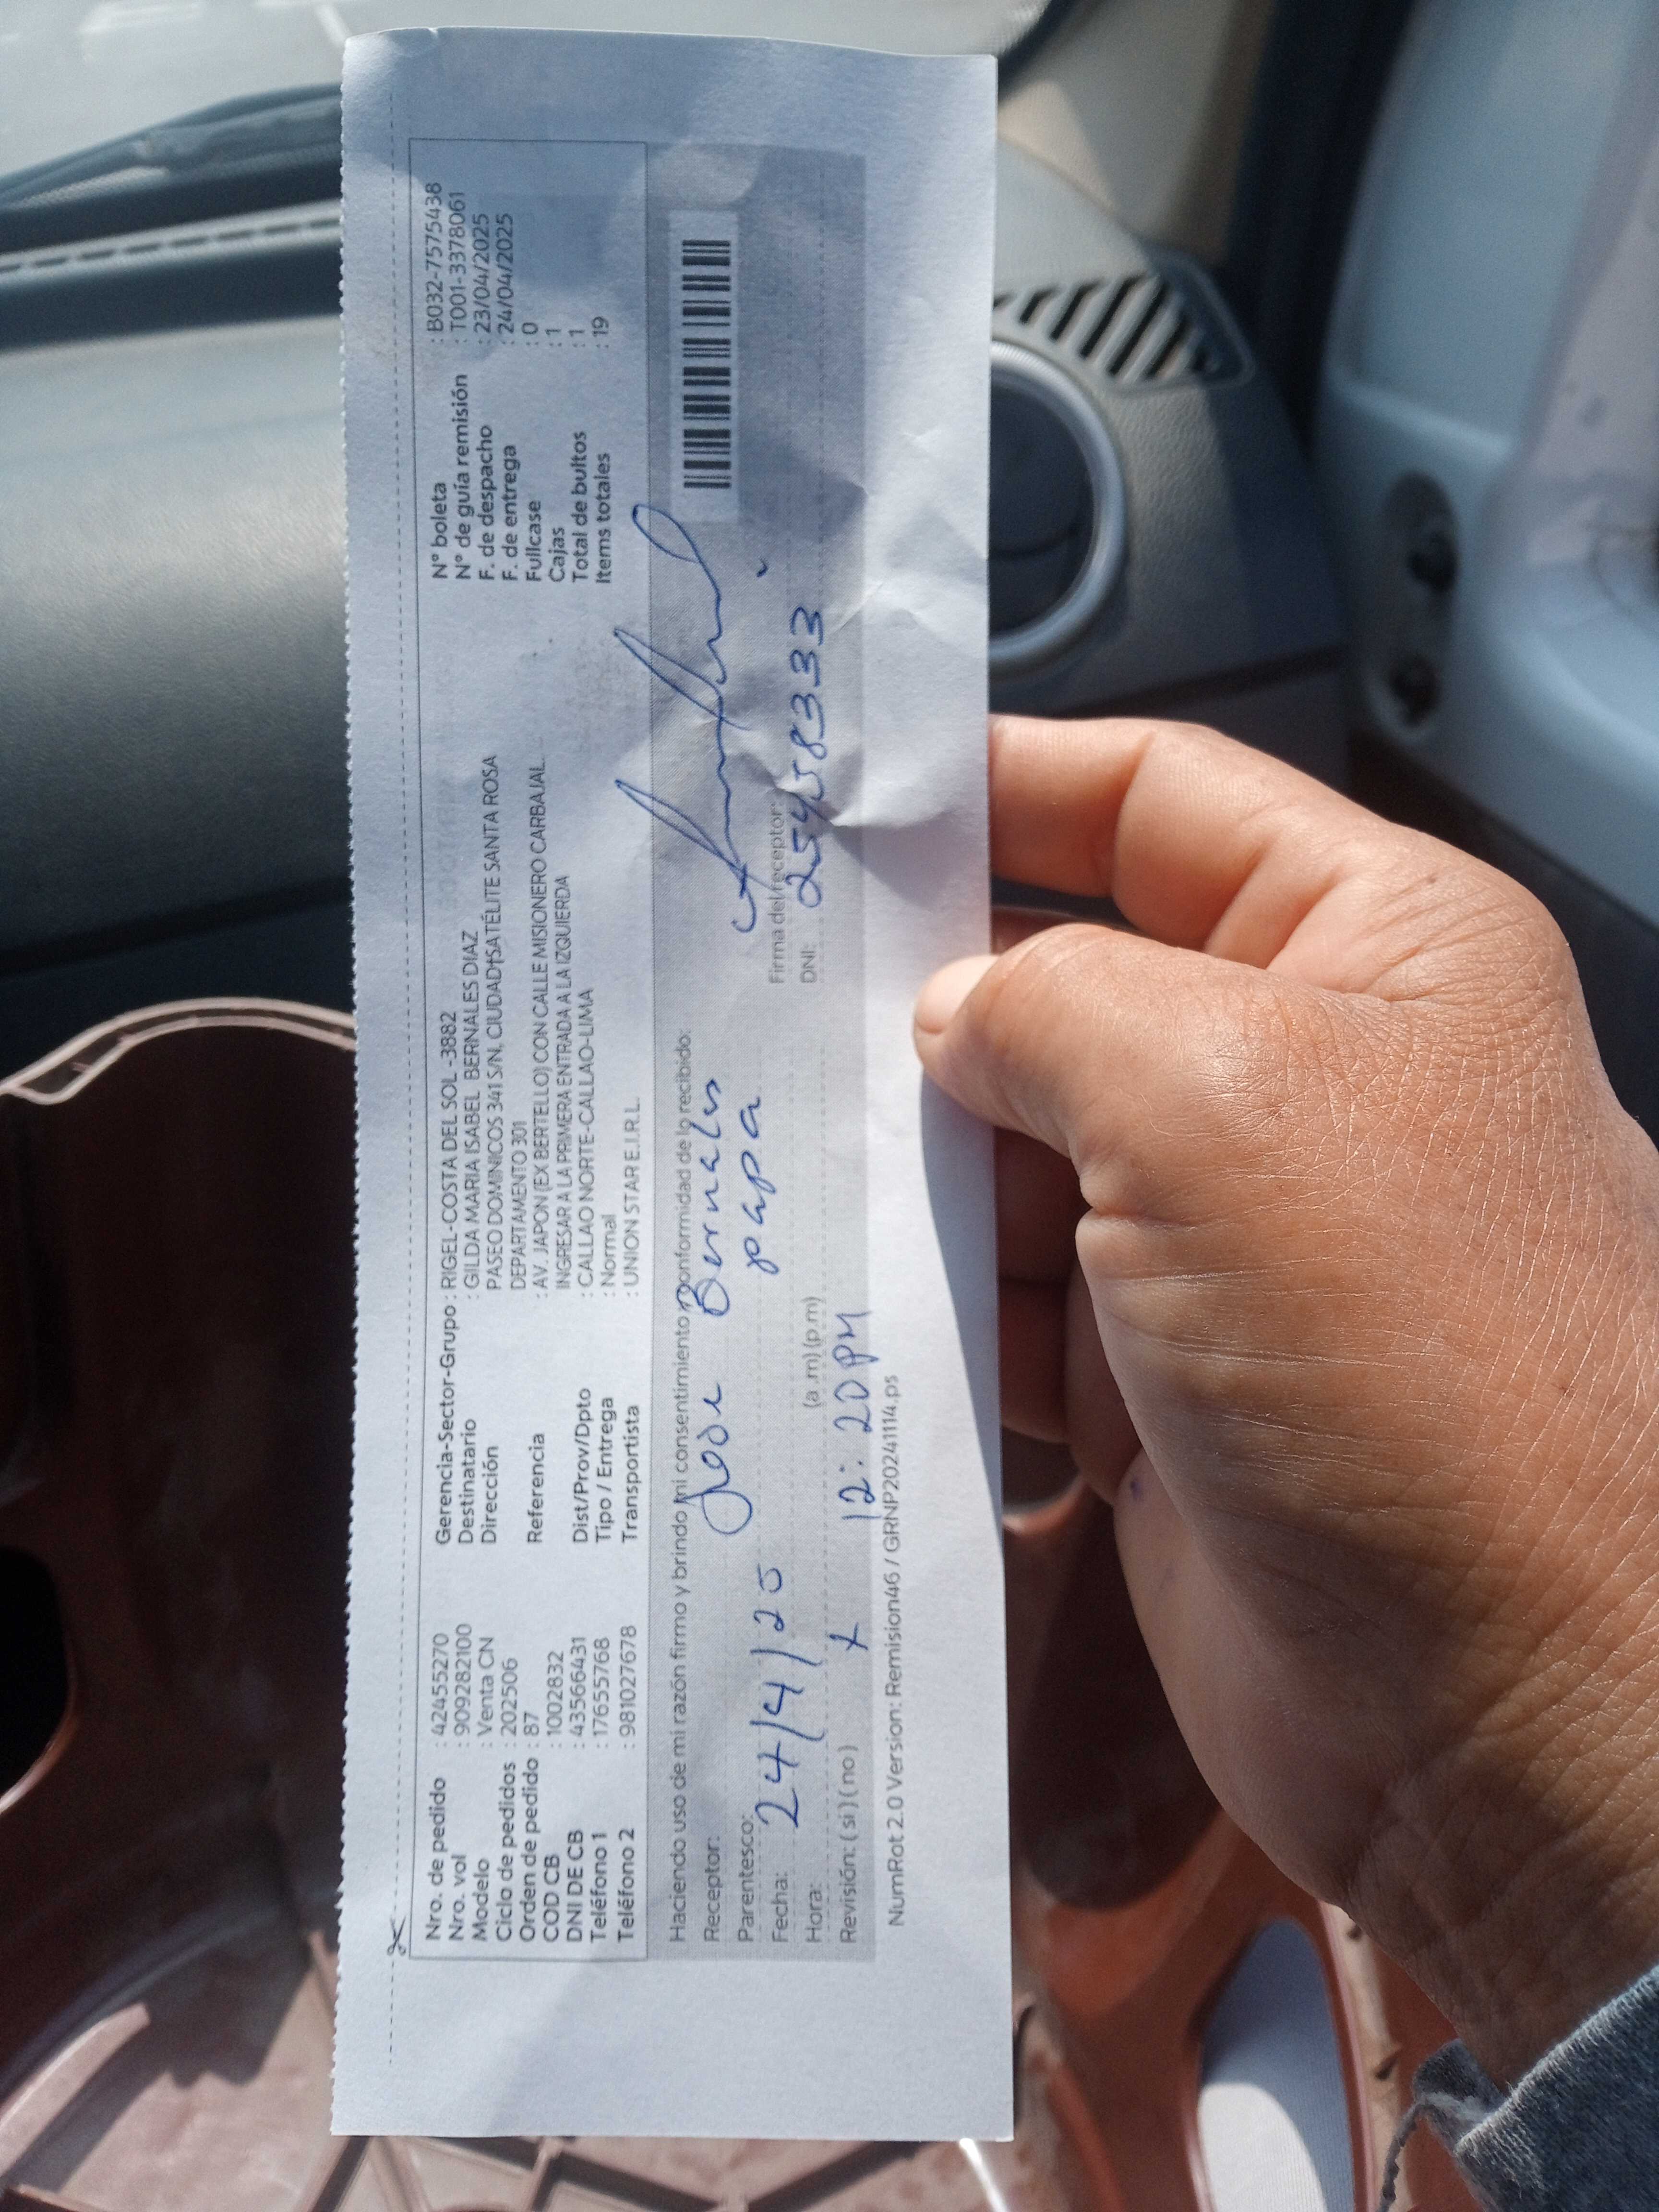 Nro. de pedido : 42455270
Nro. vol : 909282100
Modelo : Venta CN
Ciclo de pedidos : 202506
Orden de pedido : 87
COD CB : 1002832
DNI DE CB : 43566431
Teléfono 1 : 17655768
Teléfono 2 : 981027678
Gerencia-Sector-Grupo : RIGEL-COSTA DEL SOL-3882
Destinatario : GILDA MARIA ISABEL BERNALES DIAZ
Dirección PASEO DOMINICOS 341 S/N, CIUDAD SATÉLITE SANTA ROSA
DEPARTAMENTO 301
Referencia : AV. JAPON (EX BERTELLO) CON CALLE MISIONERO CARBAJAL.
INGRESAR A LA PRIMERA ENTRADA A LA IZQUIERDA
Dist/Prov/Dpto : CALLAO NORTE-CALLAO-LIMA
Tipo / Entrega : Normal
Transportista : UNION STAR E.I.R.L.
N° boleta : B032-7575438
N° de guía remisión : T001-3378061
F. de despacho : 23/04/2025
F. de entrega : 24/04/2025
Fullcase : 0
Cajas : 1
Total de bultos : 1
Items totales : 19
Haciendo uso de mi razón firmo y brindo mi consentimiento y conformidad de lo recibido:
Receptor: Jose Bernales
Parentesco: papa
Fecha: 24/4/25
Firma del receptor:
Hora: (a.m) (p.m)
DNI: 25458333
Revisión: (si) (no) x 12:20 PM
NumRot 2.0 Version: Remision46 / GRNP20241114.ps